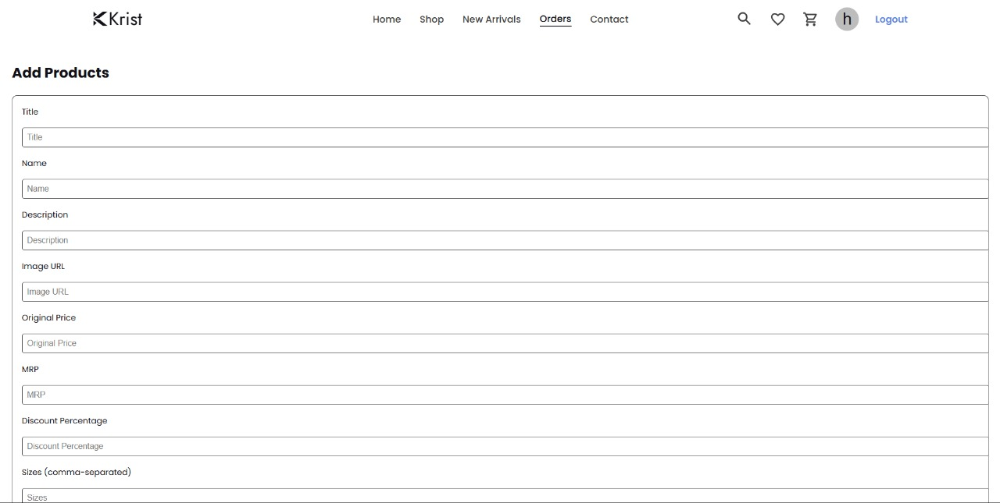 Krist
Home Shop New Arrivals Orders Contact h Logout
Add Products
Title
Title
Name
Name
Description
Description
Image URL
Image URL
Original Price
Original Price
MRP
MRP
Discount Percentage
Discount Percentage
Sizes (comma-separated)
Sizes